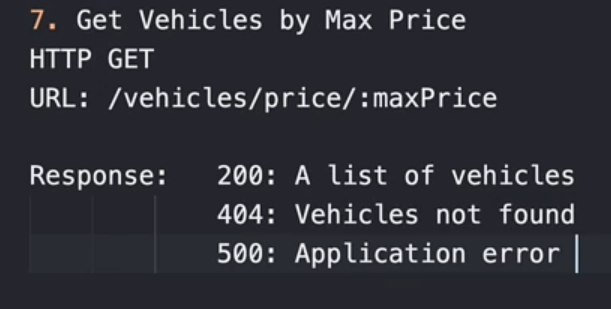 7. Get Vehicles by Max Price
HTTP GET
URL: /vehicles/price/:maxPrice
Response: 200: A list of vehicles
404: Vehicles not found
500: Application error